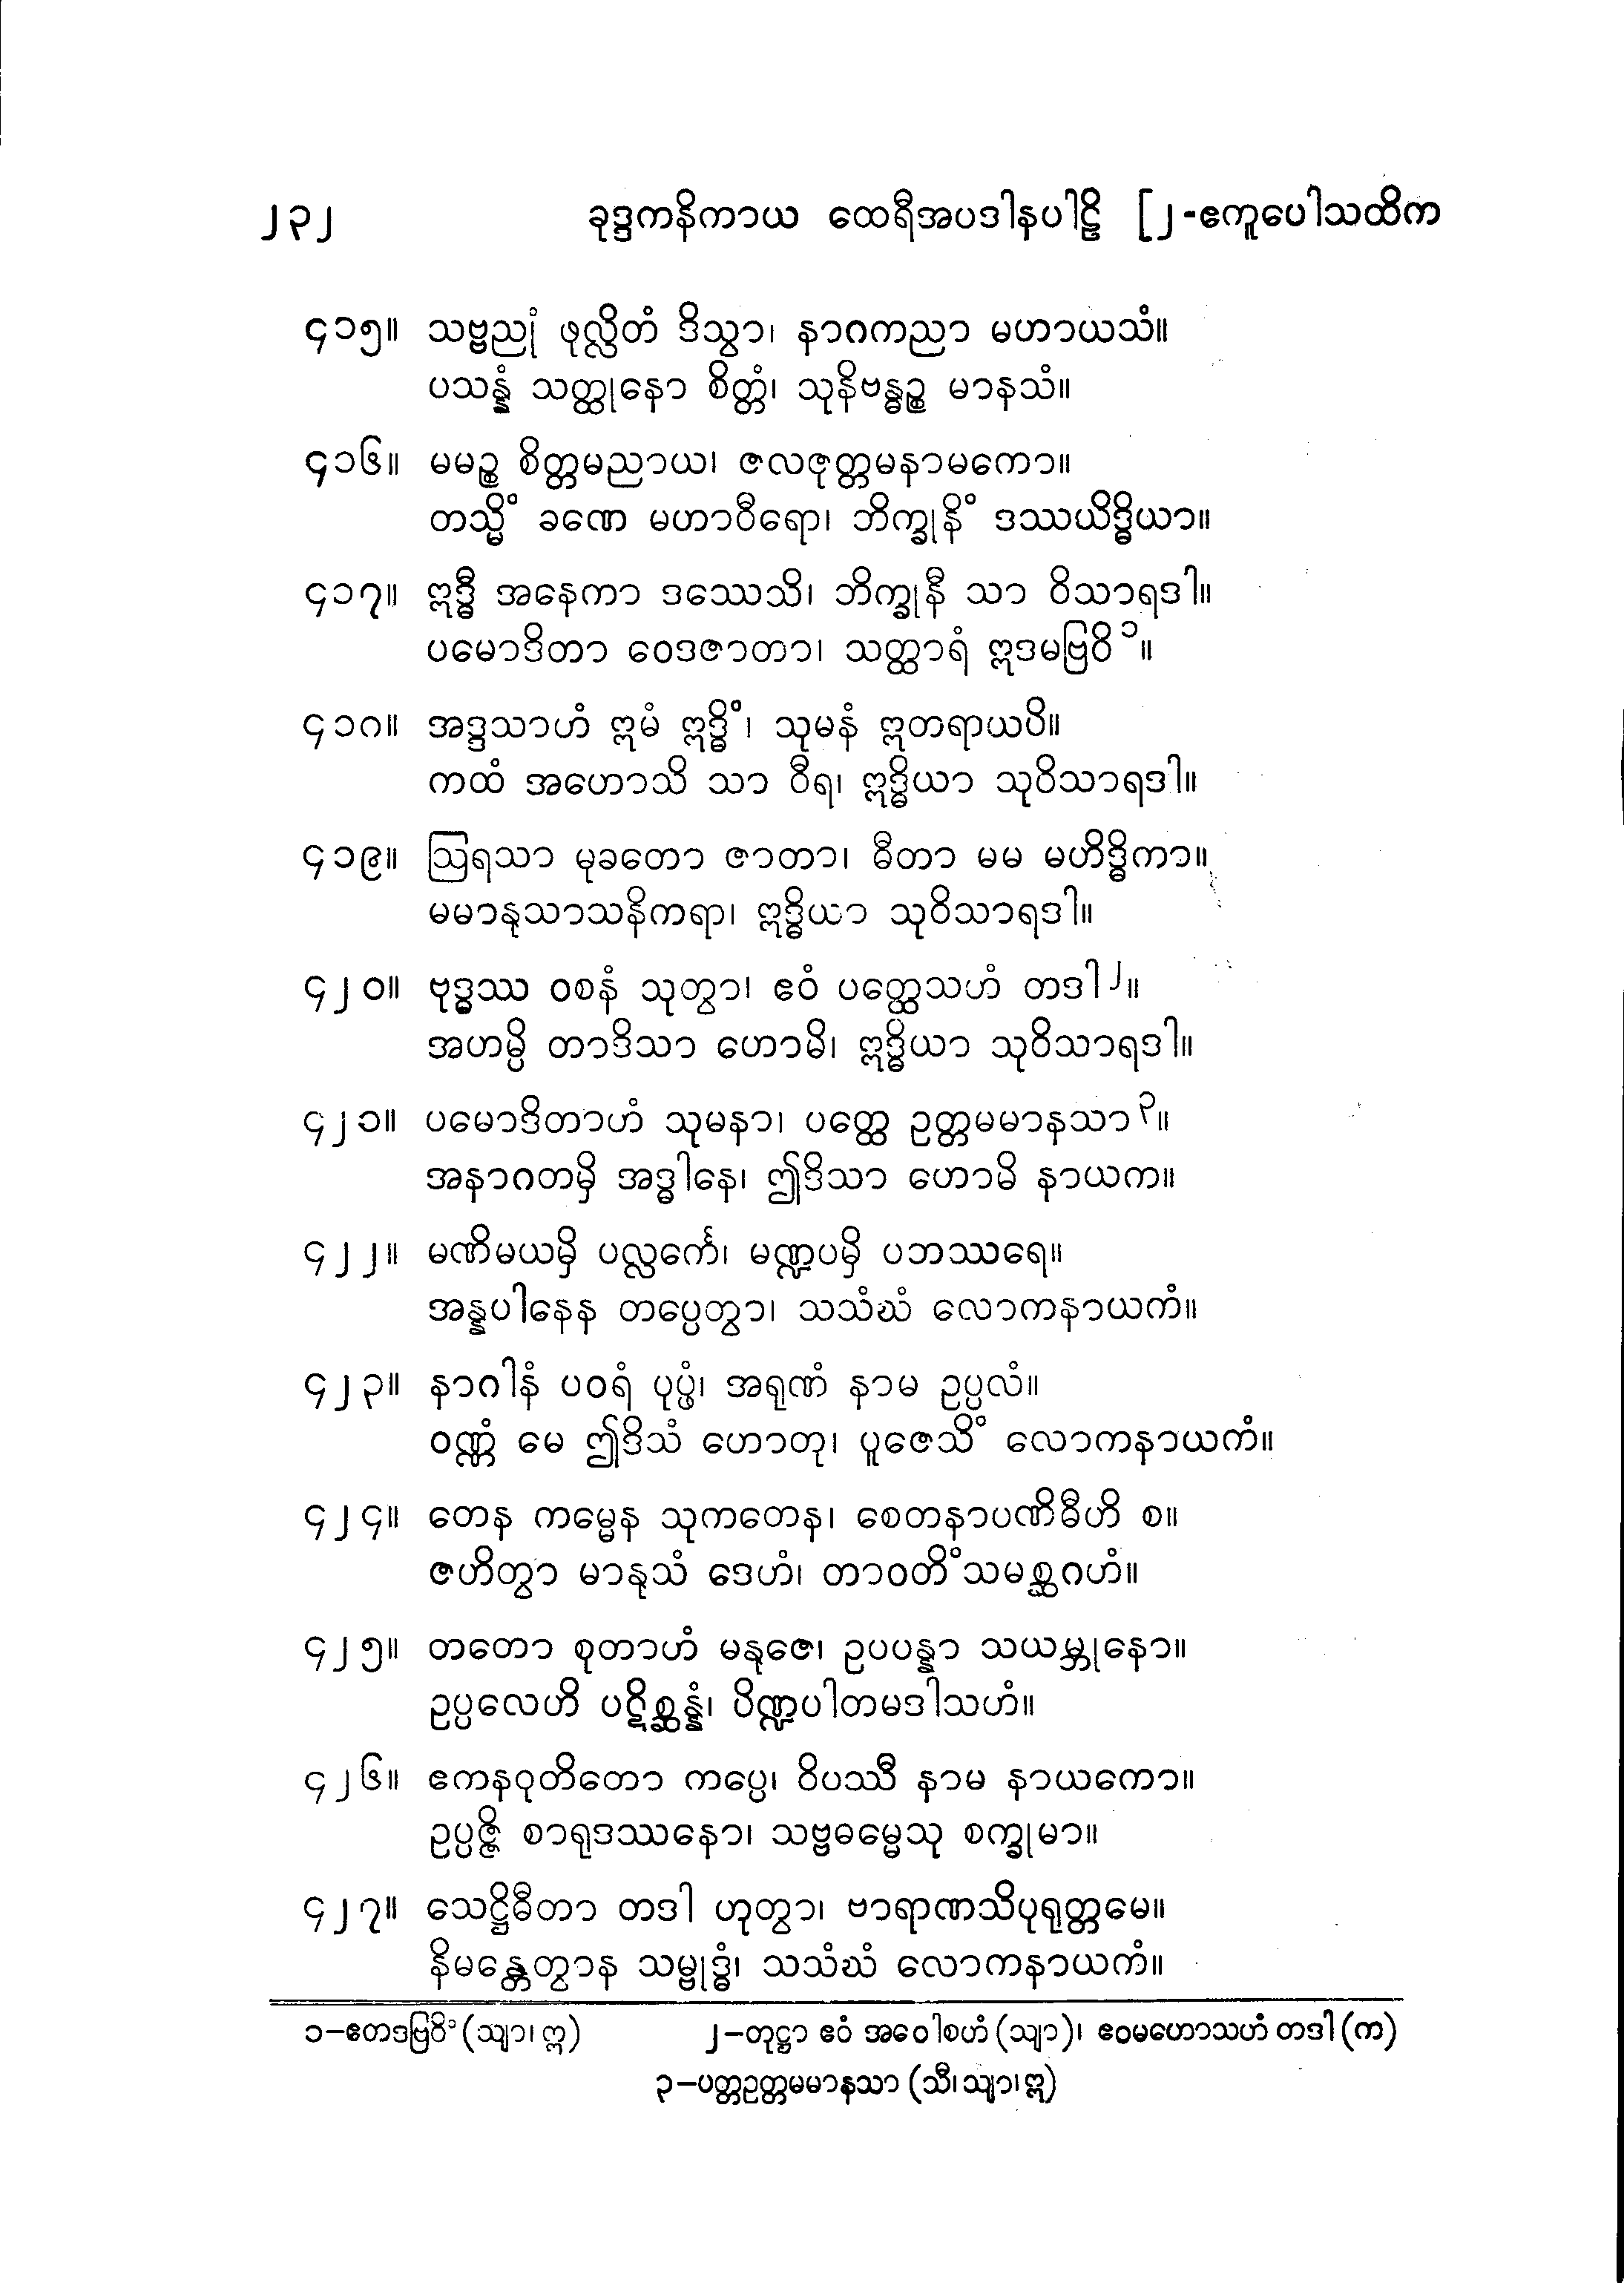 ၂၃၂ ခုဒ္ဒကနိကာယ ထေရီအပဒါနပါဠိ [၂-ဧကူပေါသထိက
၄၁၅။ သဗ္ဗညုံ ဖုလ္လိတံ ဒိသွာ၊ နာဂကညာ မဟာယသံ။
ပသန္နံ သတ္ထုနော စိတ္တံ၊ သုနိဗန္ဓဉ္စ မာနသံ။
၄၁၆။ မမဉ္စ စိတ္တမညာယ၊ ဇလဇုတ္တမနာမကော။
တသ္မိံ ခဏေ မဟာဝီရော၊ ဘိက္ခုနိံ ဒဿယိဒ္ဓိယာ။
၄၁၇။ ဣဒ္ဓီ အနေကာ ဒဿေသိ၊ ဘိက္ခုနီ သာ ဝိသာရဒါ။
ပမောဒိတာ ဝေဒဇာတာ၊ သတ္ထာရံ ဣဒမဗြဝိ ၁။
၄၁၈။ အဒ္ဒသာဟံ ဣမံ ဣဒ္ဓိံ၊ သုမနံ ဣတရာယပိ။
ကထံ အဟောသိ သာ ဝီရ၊ ဣဒ္ဓိယာ သုဝိသာရဒါ။
၄၁၉။ ဩရသာ မုခတော ဇာတာ၊ ဓီတာ မမ မဟိဒ္ဓိကာ။
မမာနုသာသနိကရာ၊ ဣဒ္ဓိယာ သုဝိသာရဒါ။
၄၂၀။ ဗုဒ္ဓဿ ဝစနံ သုတွာ၊ ဧဝံ ပတ္ထေသဟံ တဒါ ၂။
အဟမ္ပိ တာဒိသာ ဟောမိ၊ ဣဒ္ဓိယာ သုဝိသာရဒါ။
၄၂၁။ ပမောဒိတာဟံ သုမနာ၊ ပတ္ထေ ဥတ္တမမာနသာ ၃။
အနာဂတမှိ အဒ္ဓါနေ၊ ဤဒိသာ ဟောမိ နာယက။
၄၂၂။ မဏိမယမှိ ပလ္လင်္ကေ၊ မဏ္ဍပမှိ ပဘဿရေ။
အန္နပါနေန တပ္ပေတွာ၊ သသံဃံ လောကနာယကံ။
၄၂၃။ နာဂါနံ ပဝရံ ပုပ္ဖံ၊ အရုဏံ နာမ ဥပ္ပလံ။
ဝဏ္ဏံ မေ ဤဒိသံ ဟောတု၊ ပူဇေသိံ လောကနာယကံ။
၄၂၄။ တေန ကမ္မေန သုကတေန၊ စေတနာပဏိဓီဟိ စ။
ဇဟိတွာ မာနုသံ ဒေဟံ၊ တာဝတိံသမစ္ဆဂဟံ။
၄၂၅။ တတော စုတာဟံ မနုဇေ၊ ဥပပန္နာ သယမ္ဘုနော။
ဥပ္ပလေဟိ ပဋိစ္ဆန္နံ၊ ပိဏ္ဍပါတမဒါသဟံ။
၄၂၆။ ဧကနဝုတိတော ကပ္ပေ၊ ဝိပဿီ နာမ နာယကော။
ဥပ္ပဇ္ဇိ စာရုဒဿနော၊ သဗ္ဗဓမ္မေသု စက္ခုမာ။
၄၂၇။ သေဋ္ဌိဓီတာ တဒါ ဟုတွာ၊ ဗာရာဏသိပုရုတ္တမေ။
နိမန္တေတွာန သမ္ဗုဒ္ဓံ၊ သသံဃံ လောကနာယကံ။
၁—ဧတဒဗြဝိံ (သျာ၊ဣ) ၂—တုဋ္ဌာ ဧဝံ အဝေါစဟံ (သျာ)၊ ဧဝမဟောသဟံ တဒါ (က)
၃—ပတ္တဥတ္တမမာနသာ (သီ၊သျာ၊ဣ)